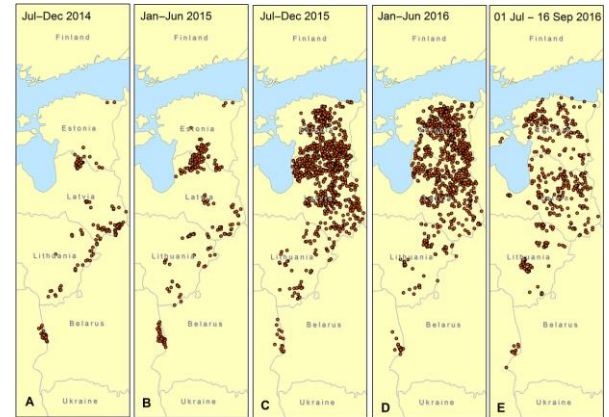 Jul–Dec 2014
Finland
Estonia
Latvia
Lithuania
Belarus
A
Ukraine
Jan–Jun 2015
Finland
Estonia
Latvia
Lithuania
Belarus
B
Ukraine
Jul–Dec 2015
Finland
Lithuania
Belarus
C
Ukraine
Jan–Jun 2016
Finland
Lithuania
Belarus
D
Ukraine
01 Jul – 16 Sep 2016
Finland
Lithuania
Belarus
E
Ukraine